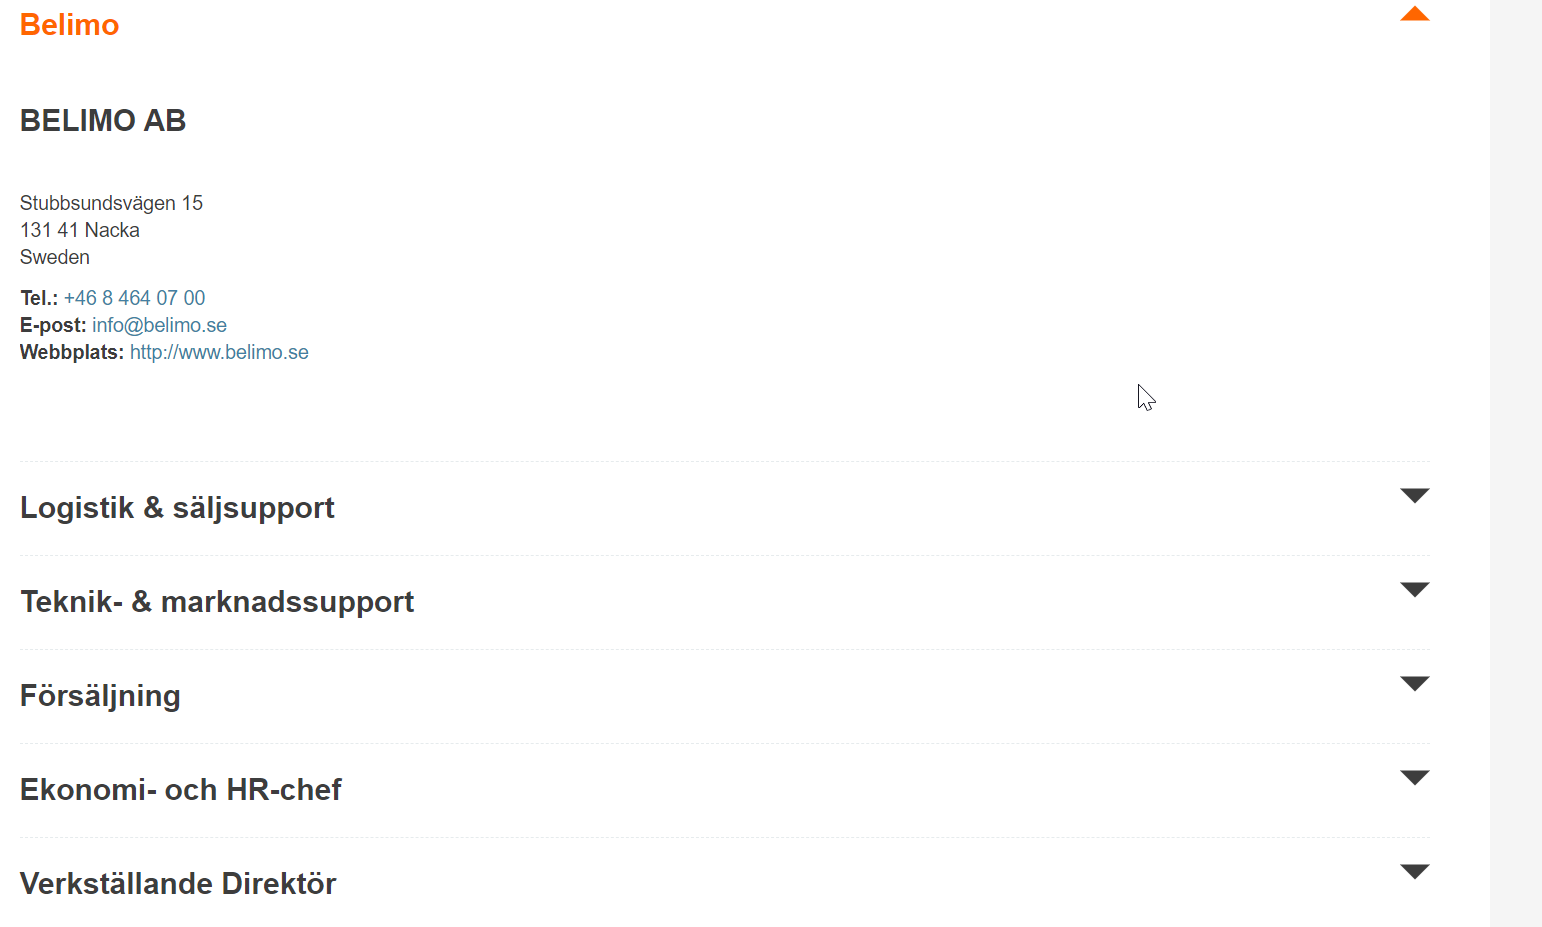 Belimo
BELIMO AB
Stubbsundsvägen 15
131 41 Nacka
Sweden
Tel.: +46 8 464 07 00
E-post: info@belimo.se
Webbplats: http://www.belimo.se
Logistik & säljsupport
Teknik- & marknadssupport
Försäljning
Ekonomi- och HR-chef
Verkställande Direktör